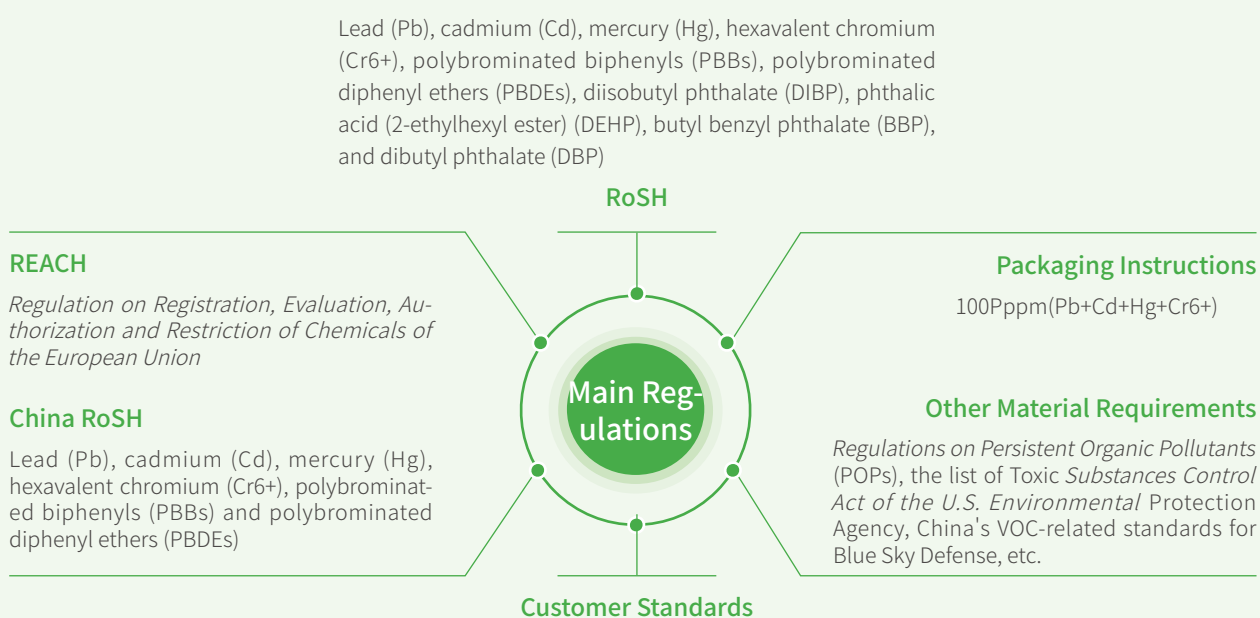 Lead (Pb), cadmium (Cd), mercury (Hg), hexavalent chromium
(Cr6+), polybrominated biphenyls (PBBs), polybrominated
diphenyl ethers (PBDEs), diisobutyl phthalate (DIBP), phthalic
acid (2-ethylhexyl ester) (DEHP), butyl benzyl phthalate (BBP),
and dibutyl phthalate (DBP)
RoSH
REACH
Regulation on Registration, Evaluation, Au-
thorization and Restriction of Chemicals of
the European Union
China RoSH
Lead (Pb), cadmium (Cd), mercury (Hg),
hexavalent chromium (Cr6+), polybrominat-
ed biphenyls (PBBs) and polybrominated
diphenyl ethers (PBDEs)
Main Reg-
ulations
Packaging Instructions
100Pppm(Pb+Cd+Hg+Cr6+)
Other Material Requirements
Regulations on Persistent Organic Pollutants
(POPs), the list of Toxic Substances Control
Act of the U.S. Environmental Protection
Agency, China's VOC-related standards for
Blue Sky Defense, etc.
Customer Standards